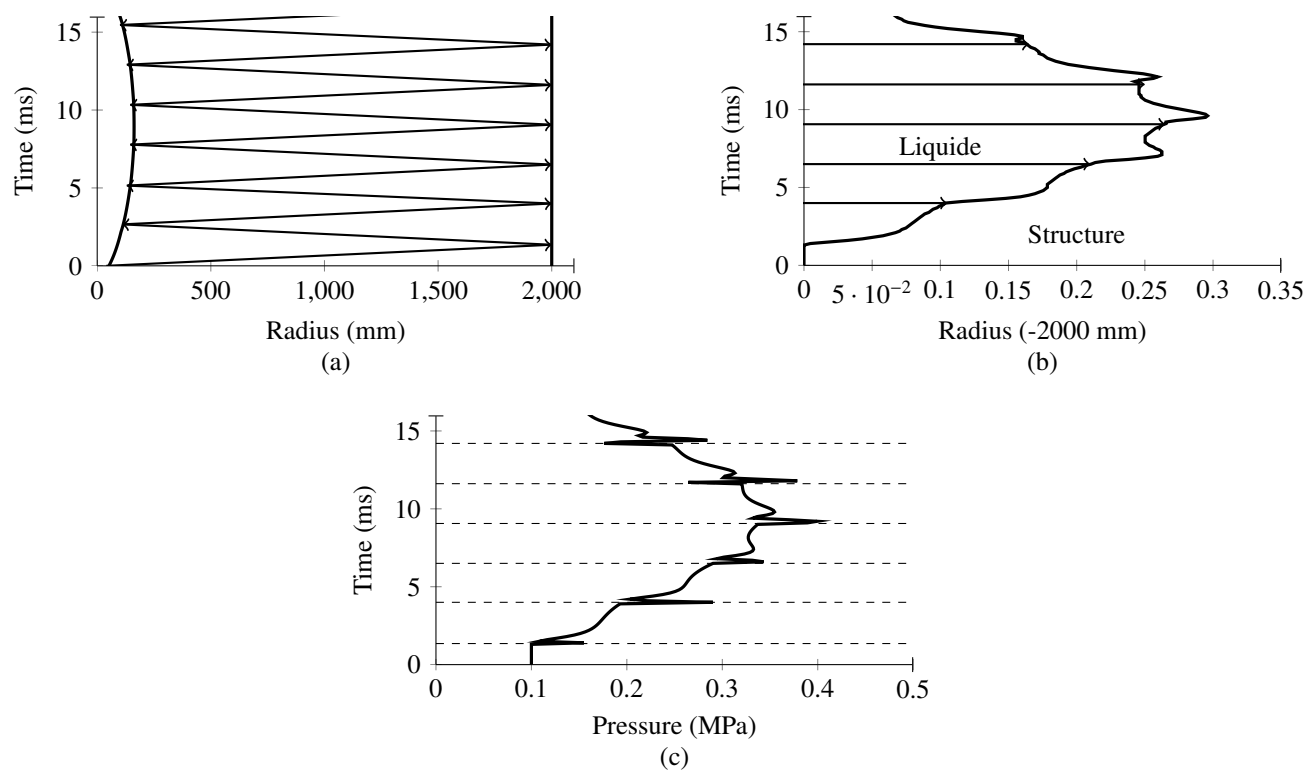 15
10
5
0
Time (ms)
0 500 1,000 1,500 2,000
Radius (mm)
(a)
15
10
5
0
Time (ms)
Liquide
Structure
0 5 · 10⁻² 0.1 0.15 0.2 0.25 0.3 0.35
Radius (-2000 mm)
(b)
15
10
5
0
Time (ms)
0 0.1 0.2 0.3 0.4 0.5
Pressure (MPa)
(c)